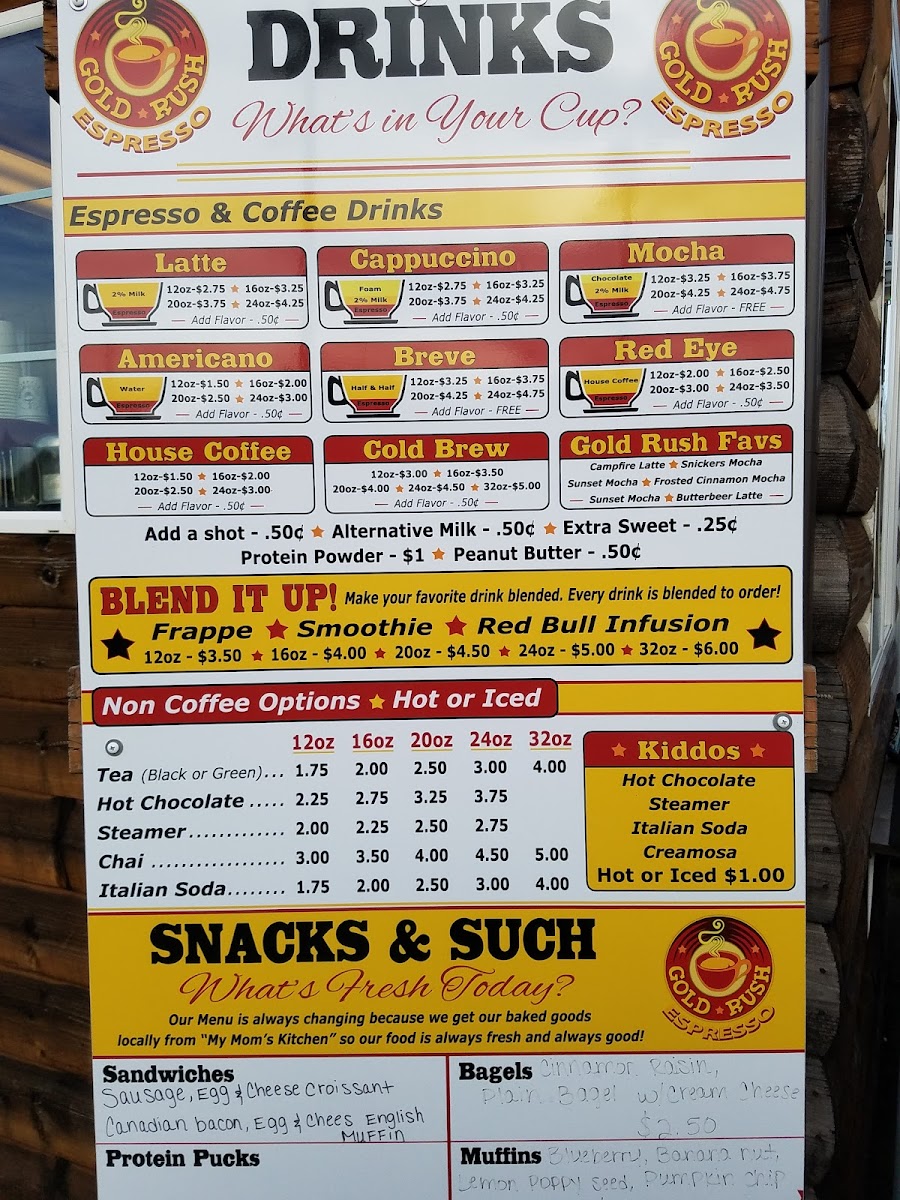 GOLD RUSH ESPRESSO
DRINKS
GOLD RUSH ESPRESSO
What's in Your Cup?
Espresso & Coffee Drinks
Latte
2% Milk
Espresso
12oz-$2.75 ★ 16oz-$3.25
20oz-$3.75 ★ 24oz-$4.25
Add Flavor - .50¢
Cappuccino
Foam
2% Milk
Espresso
12oz-$2.75 ★ 16oz-$3.25
20oz-$3.75 ★ 24oz-$4.25
Add Flavor - .50¢
Mocha
Chocolate
2% Milk
Espresso
12oz-$3.25 ★ 16oz-$3.75
20oz-$4.25 ★ 24oz-$4.75
Add Flavor - FREE
Americano
Water
Espresso
12oz-$1.50 ★ 16oz-$2.00
20oz-$2.50 ★ 24oz-$3.00
Add Flavor - .50¢
Breve
Half & Half
Espresso
12oz-$3.25 ★ 16oz-$3.75
20oz-$4.25 ★ 24oz-$4.75
Add Flavor - FREE
Red Eye
House Coffee
Espresso
12oz-$2.00 ★ 16oz-$2.50
20oz-$3.00 ★ 24oz-$3.50
Add Flavor - .50¢
House Coffee
12oz-$1.50 ★ 16oz-$2.00
20oz-$2.50 ★ 24oz-$3.00
Add Flavor - .50¢
Cold Brew
12oz-$3.00 ★ 16oz-$3.50
20oz-$4.00 ★ 24oz-$4.50 ★ 32oz-$5.00
Add Flavor - .50¢
Gold Rush Favs
Campfire Latte ★ Snickers Mocha
Sunset Mocha ★ Frosted Cinnamon Mocha
Sunset Mocha ★ Butterbeer Latte
Add a shot - .50¢ ★ Alternative Milk - .50¢ ★ Extra Sweet - .25¢
Protein Powder - $1 ★ Peanut Butter - .50¢
BLEND IT UP! Make your favorite drink blended. Every drink is blended to order!
Frappe ★ Smoothie ★ Red Bull Infusion
12oz - $3.50 ★ 16oz - $4.00 ★ 20oz - $4.50 ★ 24oz - $5.00 ★ 32oz - $6.00
Non Coffee Options ★ Hot or Iced
12oz 16oz 20oz 24oz 32oz
Tea (Black or Green)... 1.75 2.00 2.50 3.00 4.00
Hot Chocolate ..... 2.25 2.75 3.25 3.75
Steamer............. 2.00 2.25 2.50 2.75
Chai .................. 3.00 3.50 4.00 4.50 5.00
Italian Soda........ 1.75 2.00 2.50 3.00 4.00
★ Kiddos ★
Hot Chocolate
Steamer
Italian Soda
Creamosa
Hot or Iced $1.00
SNACKS & SUCH
What's Fresh Today?
Our Menu is always changing because we get our baked goods
locally from "My Mom's Kitchen" so our food is always fresh and always good!
GOLD RUSH ESPRESSO
Sandwiches
Sausage, Egg & Cheese Croissant
Canadian bacon, Egg & Chees English
Muffin
Bagels Cinnamon Raisin,
Plain Bagel w/Cream Cheese
$2.50
Protein Pucks
Muffins Blueberry, Banana nut,
Lemon Poppy Seed, Pumpkin Chip